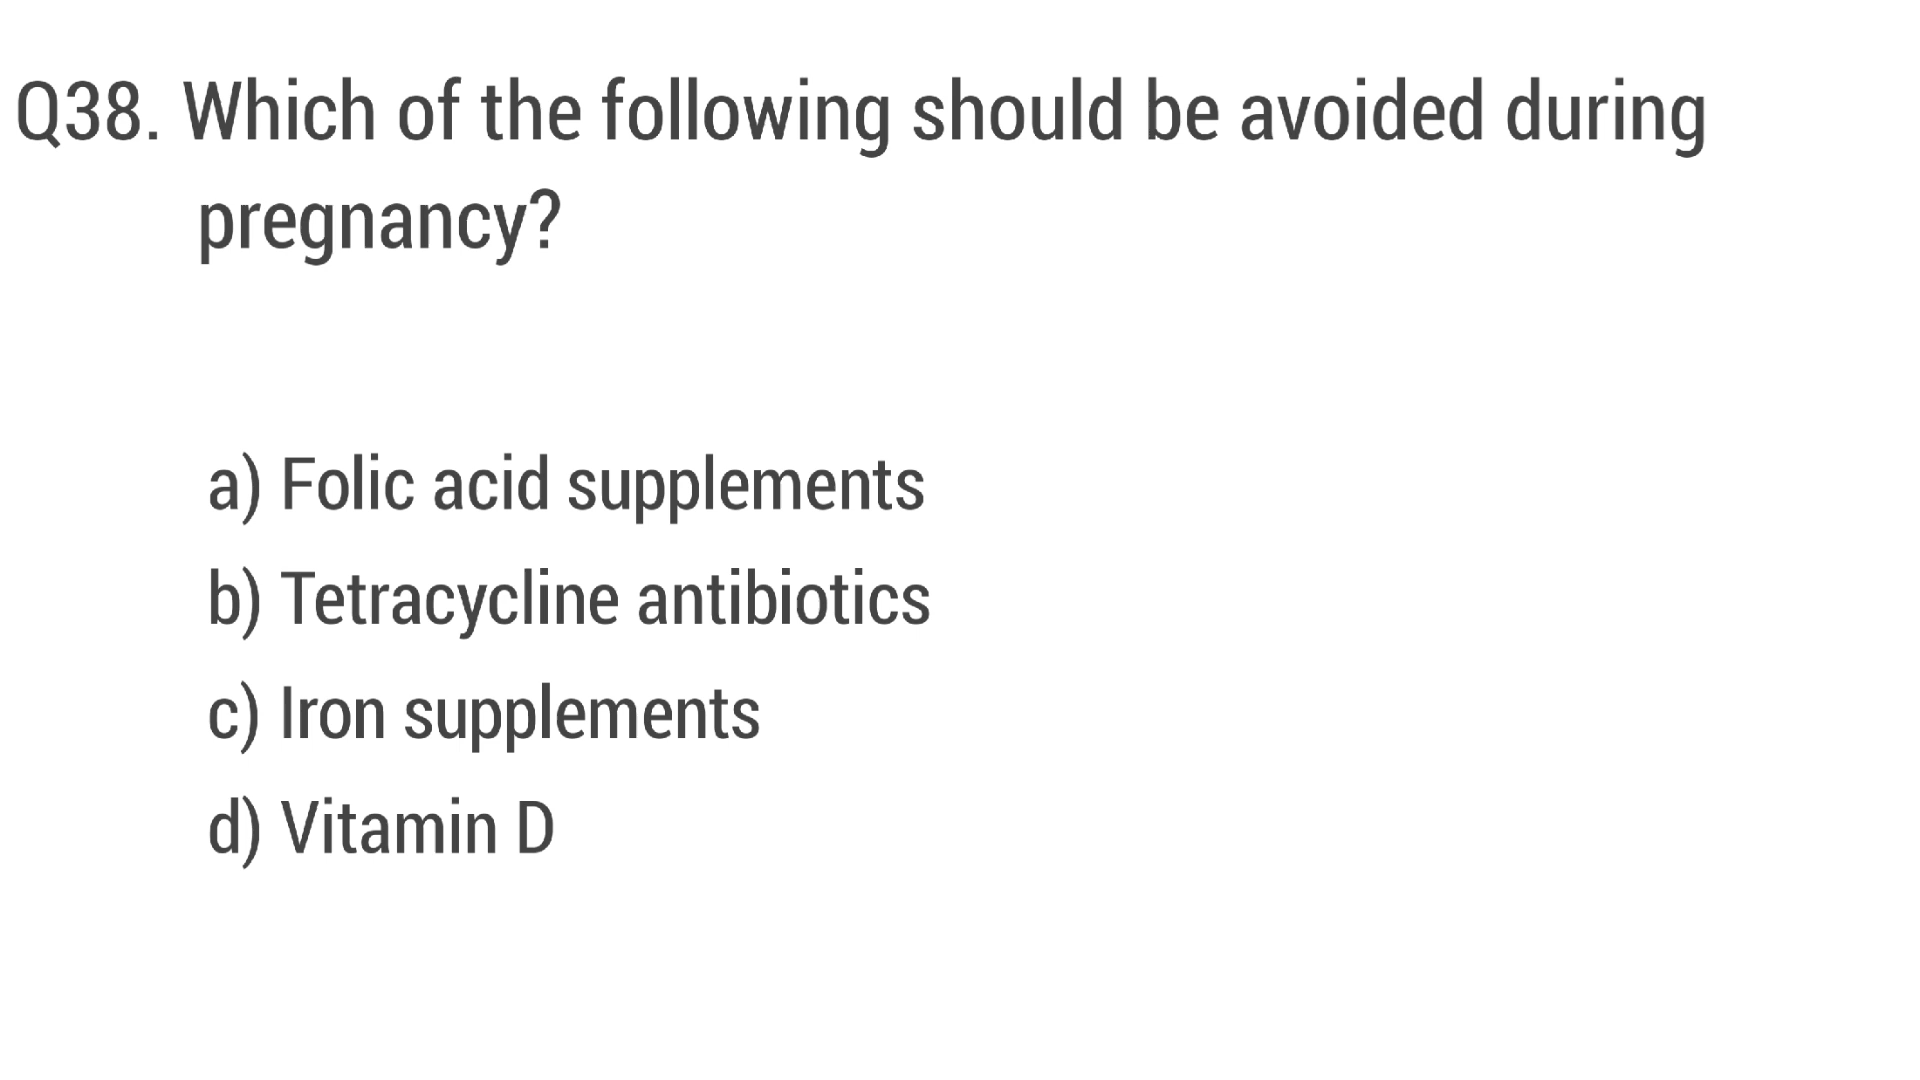 Q38. Which of the following should be avoided during
pregnancy?
a) Folic acid supplements
b) Tetracycline antibiotics
c) Iron supplements
d) Vitamin D